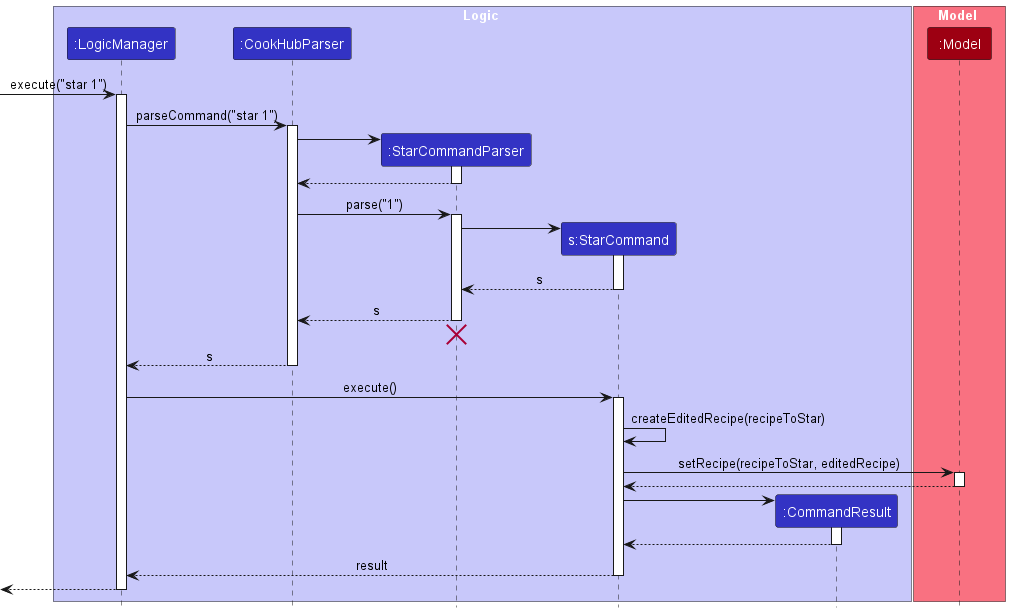 Logic
Model
:LogicManager
:CookHubParser
:Model
execute("star 1")
parseCommand("star 1")
:StarCommandParser
parse("1")
s:StarCommand
s
s
s
execute()
createEditedRecipe(recipeToStar)
setRecipe(recipeToStar, editedRecipe)
:CommandResult
result